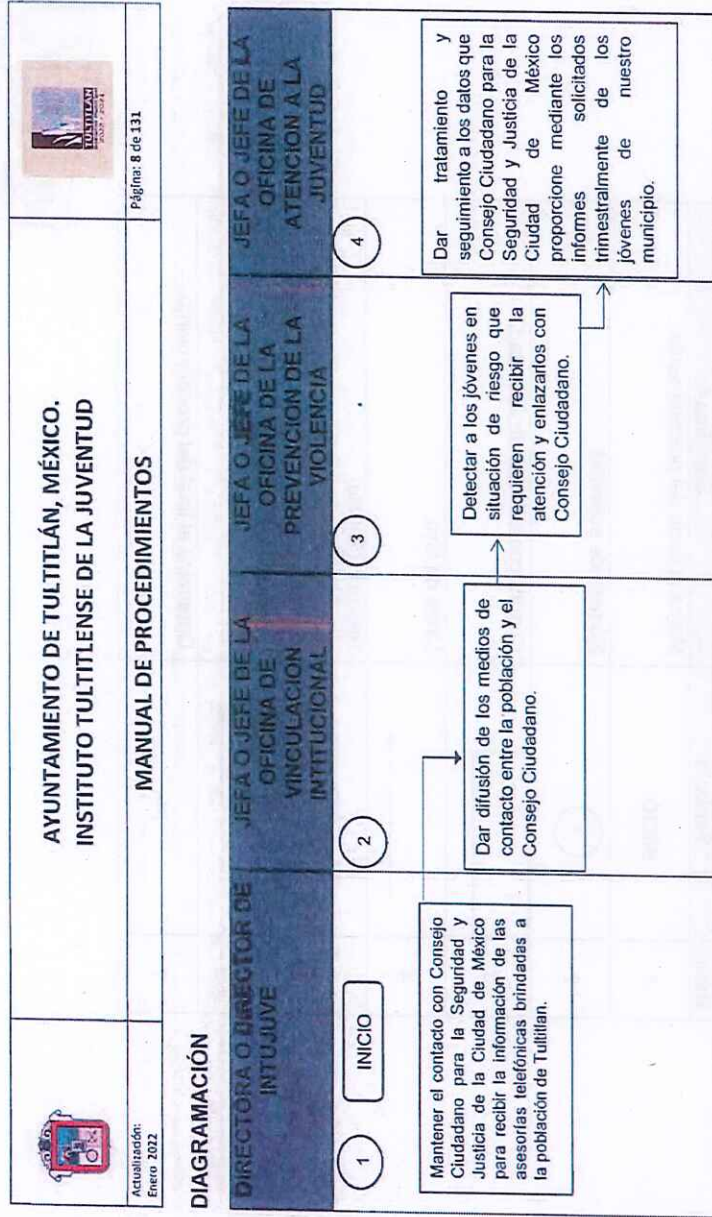 AYUNTAMIENTO DE TULTITLÁN, MÉXICO.
INSTITUTO TULTITLENSE DE LA JUVENTUD
TULTITLÁN
2022 - 2024
Actualización:
Enero 2022
MANUAL DE PROCEDIMIENTOS
Página: 8 de 131
DIAGRAMACIÓN
DIRECTORA O DIRECTOR DE
INTUJUVE
JEFA O JEFE DE LA
OFICINA DE
VINCULACION
INTITUCIONAL
JEFA O JEFE DE LA
OFICINA DE LA
PREVENCION DE LA
VIOLENCIA
JEFA O JEFE DE LA
OFICINA DE
ATENCION A LA
JUVENTUD
1
INICIO
Mantener el contacto con Consejo
Ciudadano para la Seguridad y
Justicia de la Ciudad de México
para recibir la información de las
asesorías telefónicas brindadas a
la población de Tultitlan.
2
Dar difusión de los medios de
contacto entre la población y el
Consejo Ciudadano.
3
Detectar a los jóvenes en
situación de riesgo que
requieren recibir la
atención y enlazarlos con
Consejo Ciudadano.
4
Dar tratamiento y
seguimiento a los datos que
Consejo Ciudadano para la
Seguridad y Justicia de la
Ciudad de México
proporcione mediante los
informes solicitados
trimestralmente de los
jóvenes de nuestro
municipio.